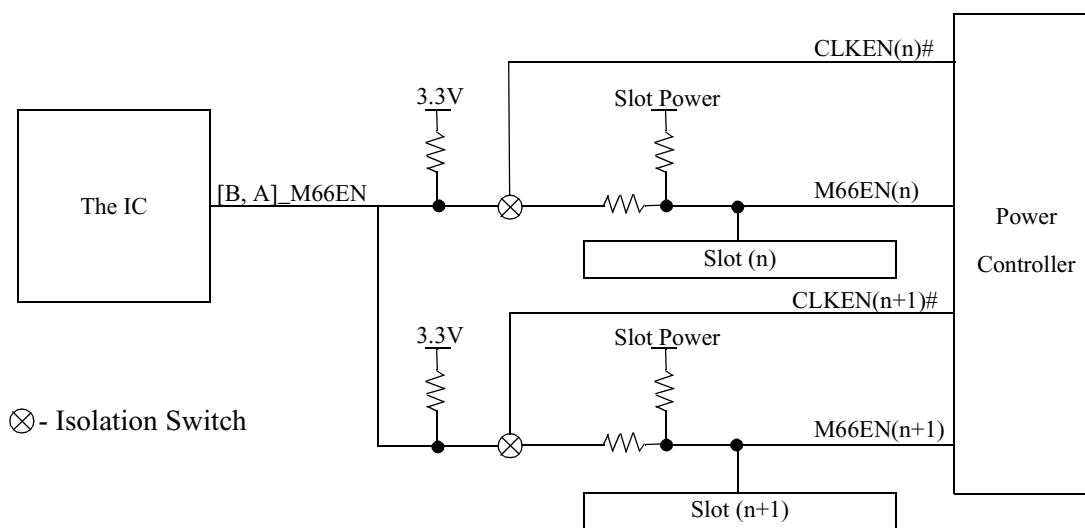 CLKEN(n)#
3.3V
Slot Power
The IC
[B, A]_M66EN
M66EN(n)
Power
Controller
Slot (n)
CLKEN(n+1)#
3.3V
Slot Power
- Isolation Switch
M66EN(n+1)
Slot (n+1)